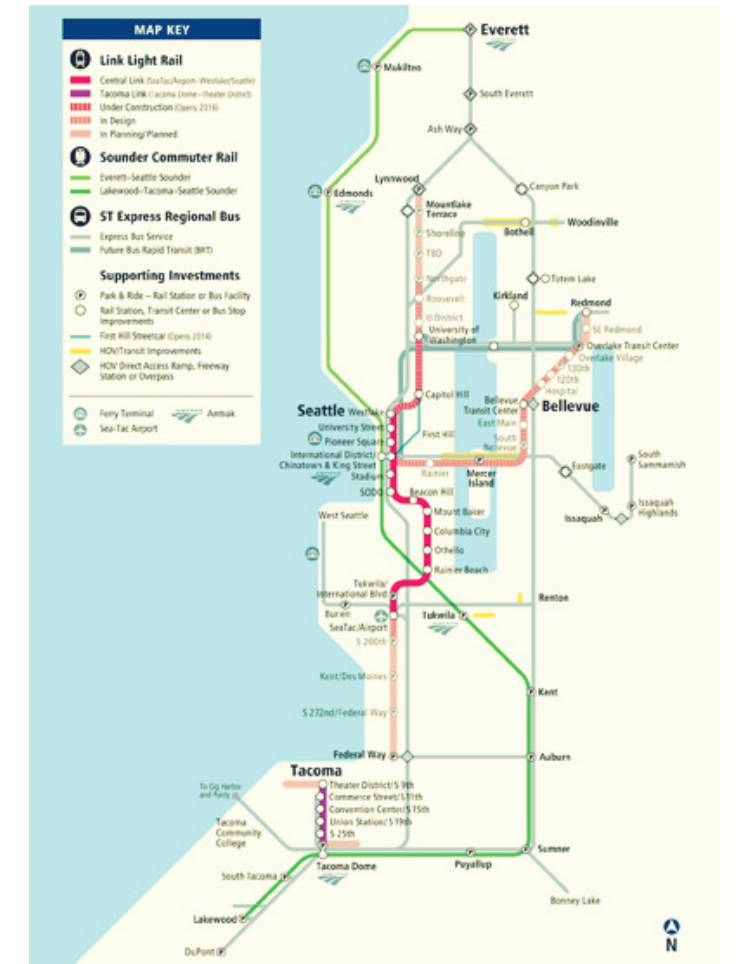 MAP KEY
Link Light Rail
Central Link (SeaTac/Airport–Westlake/Seattle)
Tacoma Link (Tacoma Dome–Theater District)
Under Construction (Opens 2016)
In Design
In Planning/Planned
Sounder Commuter Rail
Everett–Seattle Sounder
Lakewood–Tacoma–Seattle Sounder
ST Express Regional Bus
Express Bus Service
Future Bus Rapid Transit (BRT)
Supporting Investments
Park & Ride – Rail Station or Bus Facility
Rail Station, Transit Center or Bus Stop
Improvements
First Hill Streetcar (Opens 2014)
HOV/Transit Improvements
HOV Direct Access Ramp, Freeway
Station or Overpass
Ferry Terminal
Amtrak
Sea-Tac Airport
Everett
Mukilteo
South Everett
Ash Way
Lynnwood
Canyon Park
Edmonds
Mountlake
Terrace
Shoreline
TBD
Bothell
Woodinville
Northgate
Totem Lake
Roosevelt
Kirkland
Redmond
U District
SE Redmond
University of
Washington
Overlake Transit Center
Overlake Village
130th
120th
Hospital
Capitol Hill
Bellevue
Transit Center
Bellevue
Seattle
Westlake
University Street
East Main
Pioneer Square
First Hill
South
Bellevue
International District/
Chinatown & King Street
Stadium
Rainier
Mercer
Island
Eastgate
South
Sammamish
SODO
Beacon Hill
Issaquah
Issaquah
Highlands
West Seattle
Mount Baker
Columbia City
Othello
Rainier Beach
Tukwila/
International Blvd
Renton
Burien
Tukwila
SeaTac/Airport
S 200th
Kent/Des Moines
Kent
S 272nd/Federal Way
Federal Way
Auburn
Tacoma
Theater District/S 9th
To Gig Harbor
and Purdy
Commerce Street/S 11th
Convention Center/S 15th
Tacoma
Community
College
Union Station/S 19th
S 25th
Sumner
Tacoma Dome
Puyallup
South Tacoma
Bonney Lake
Lakewood
DuPont
N